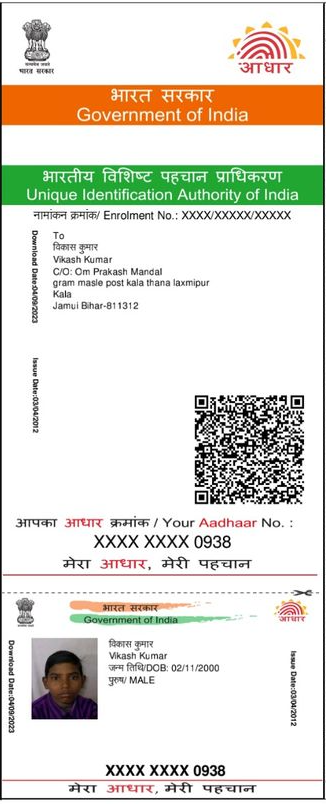 सत्यमेव जयते
भारत सरकार
आधार
भारत सरकार
Government of India
भारतीय विशिष्ट पहचान प्राधिकरण
Unique Identification Authority of India
नामांकन क्रमांक/ Enrolment No.: XXXX/XXXXX/XXXXX
Download Date:04/09/2023
Issue Date:03/04/2012
To
विकास कुमार
Vikash Kumar
C/O: Om Prakash Mandal
gram masle post kala thana laxmipur
Kala
Jamui Bihar-811312
आपका आधार क्रमांक / Your Aadhaar No. :
XXXX XXXX 0938
मेरा आधार, मेरी पहचान
भारत सरकार
Government of India
आधार
Download Date:04/09/2023
विकास कुमार
Vikash Kumar
जन्म तिथि/DOB: 02/11/2000
पुरुष/ MALE
Issue Date:03/04/2012
XXXX XXXX 0938
मेरा आधार, मेरी पहचान